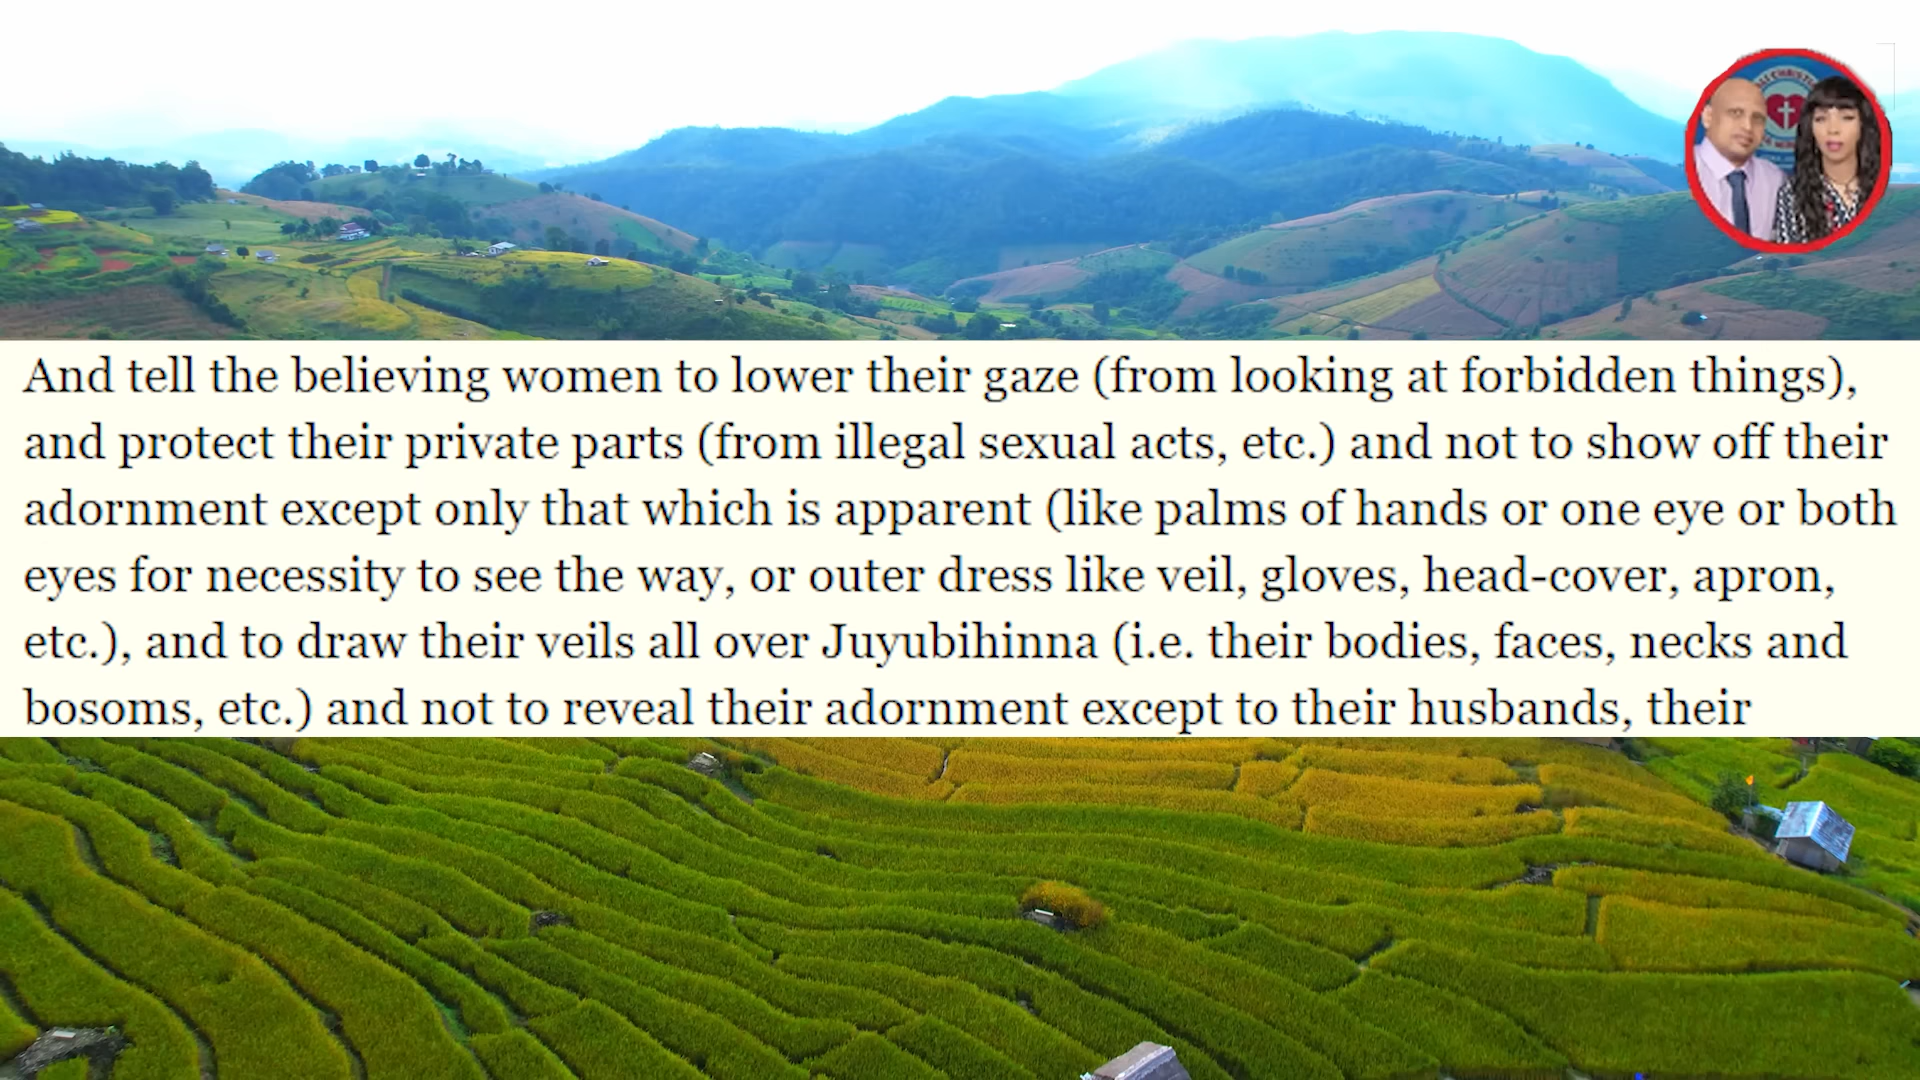 And tell the believing women to lower their gaze (from looking at forbidden things),
and protect their private parts (from illegal sexual acts, etc.) and not to show off their
adornment except only that which is apparent (like palms of hands or one eye or both
eyes for necessity to see the way, or outer dress like veil, gloves, head-cover, apron,
etc.), and to draw their veils all over Juyubihinna (i.e. their bodies, faces, necks and
bosoms, etc.) and not to reveal their adornment except to their husbands, their